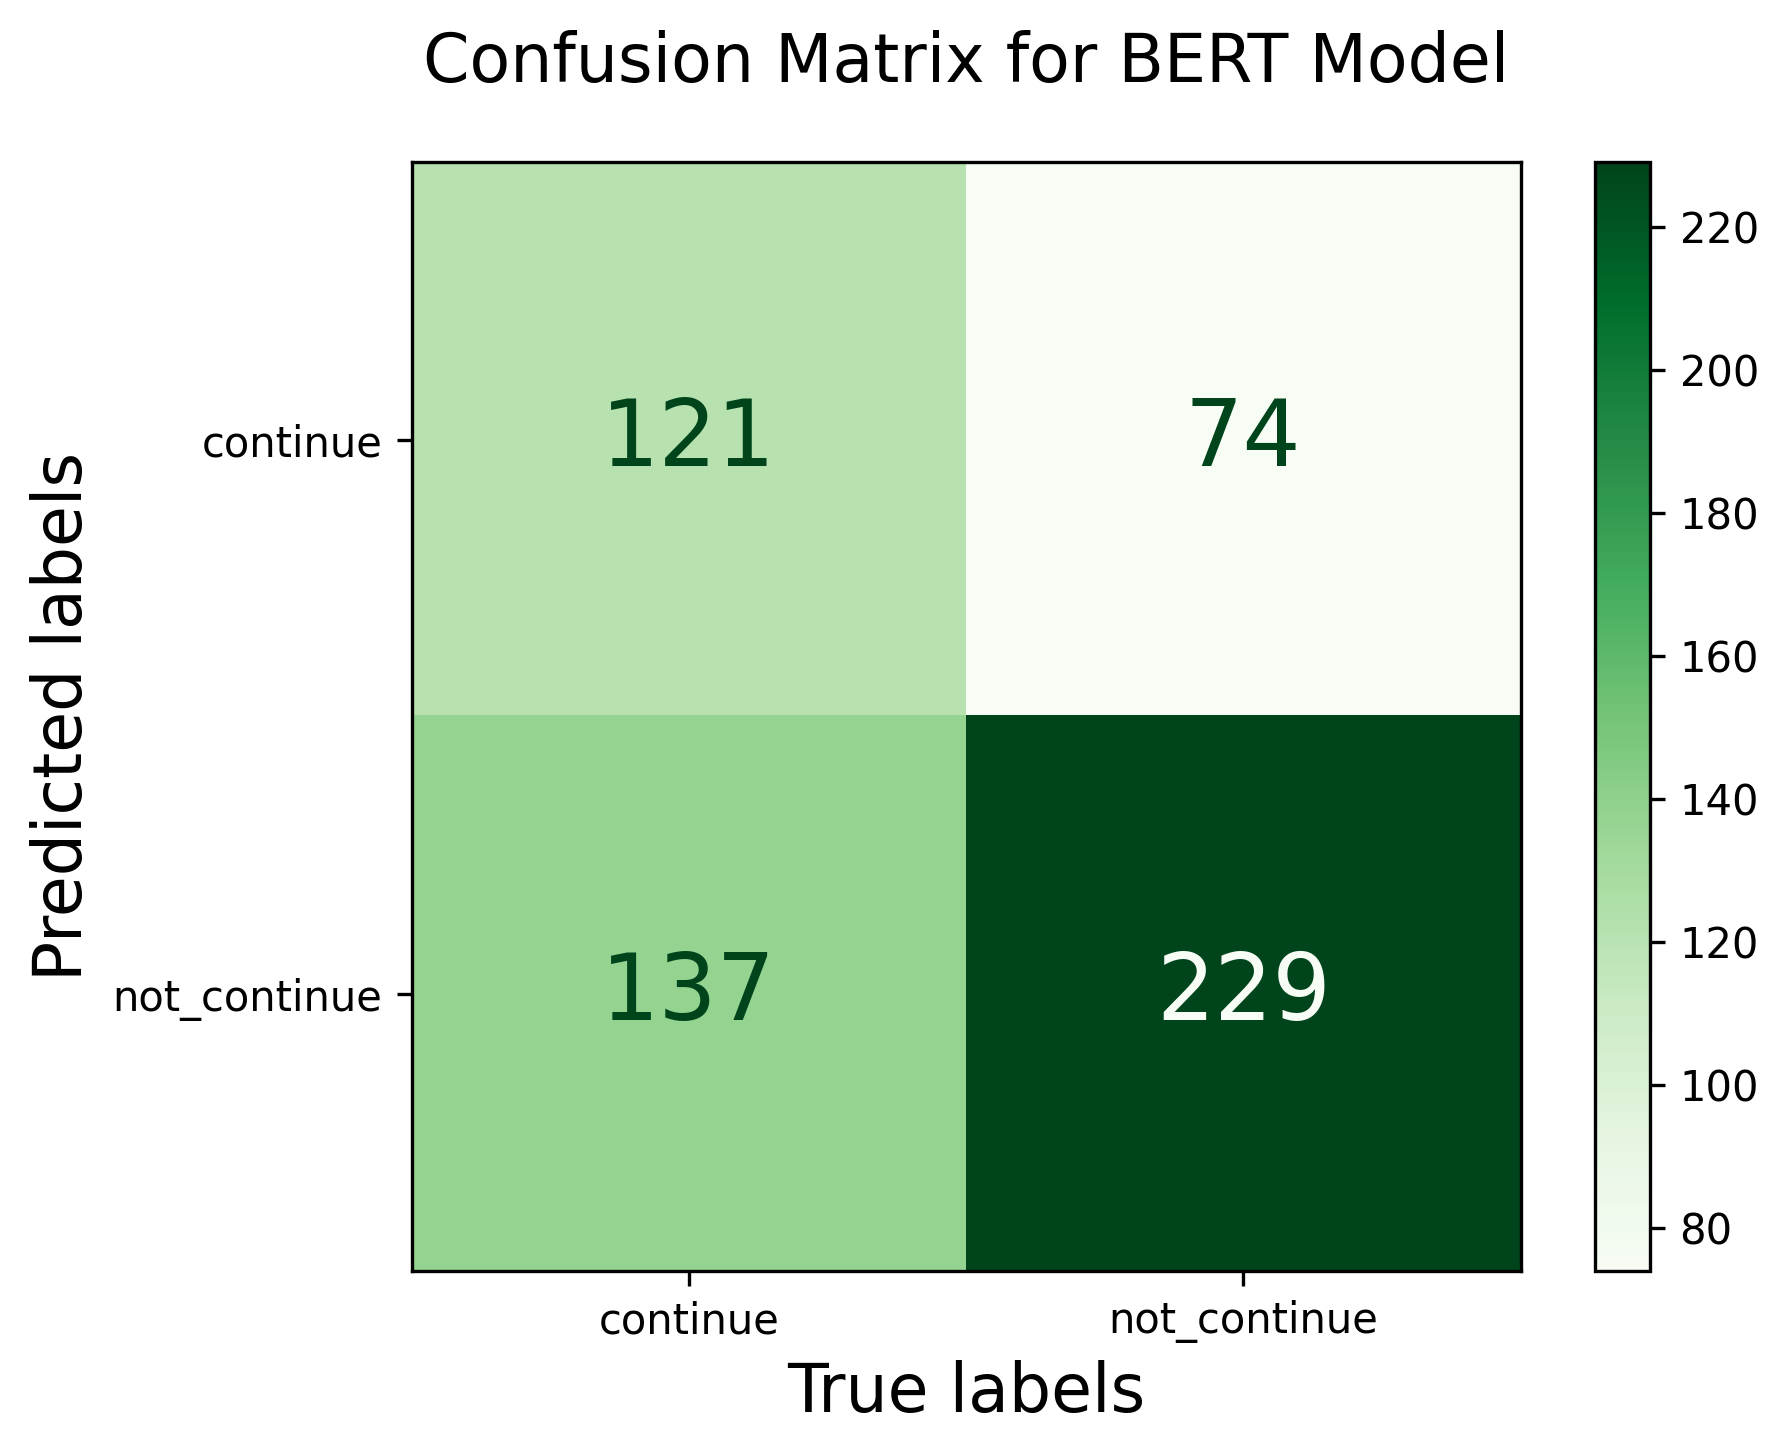 Confusion Matrix for BERT Model
Predicted labels
continue
not_continue
121
74
137
229
continue
not_continue
True labels
220
200
180
160
140
120
100
80